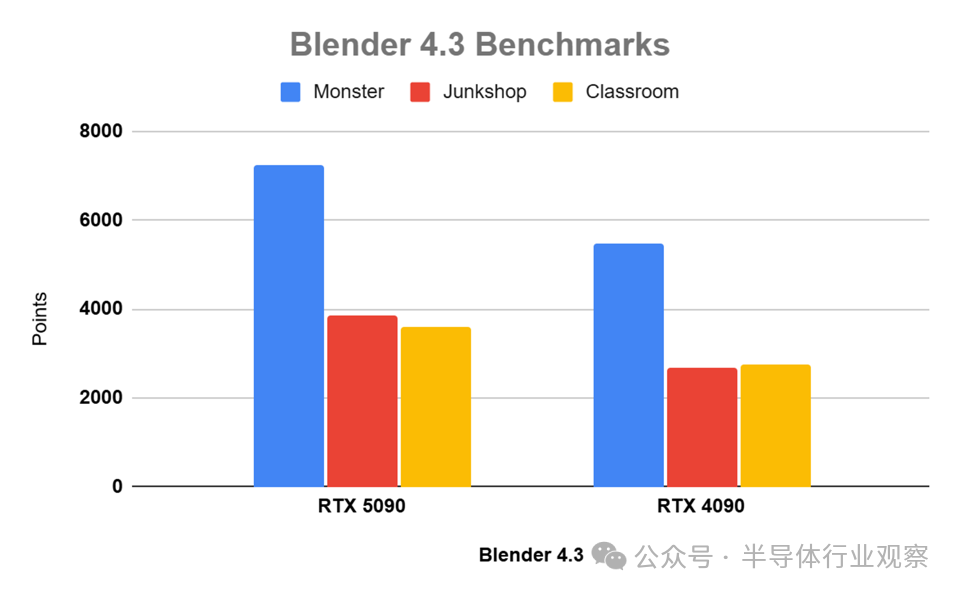 Blender 4.3 Benchmarks
Monster Junkshop Classroom
8000
6000
4000
2000
0
Points
RTX 5090 RTX 4090
Blender 4.3
公众号 · 半导体行业观察